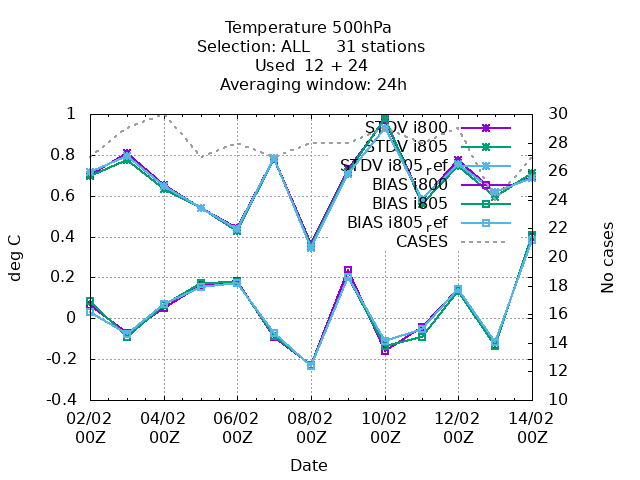 Temperature 500hPa
Selection: ALL 31 stations
Used 12 + 24
Averaging window: 24h
1
0.8
0.6
0.4
0.2
0
-0.2
-0.4
deg C
30
28
26
24
22
20
18
16
14
12
10
No cases
STDV i800
STDV i805
STDV i805ref
BIAS i800
BIAS i805
BIAS i805ref
CASES
02/02 04/02 06/02 08/02 10/02 12/02 14/02
00Z 00Z 00Z 00Z 00Z 00Z 00Z
Date